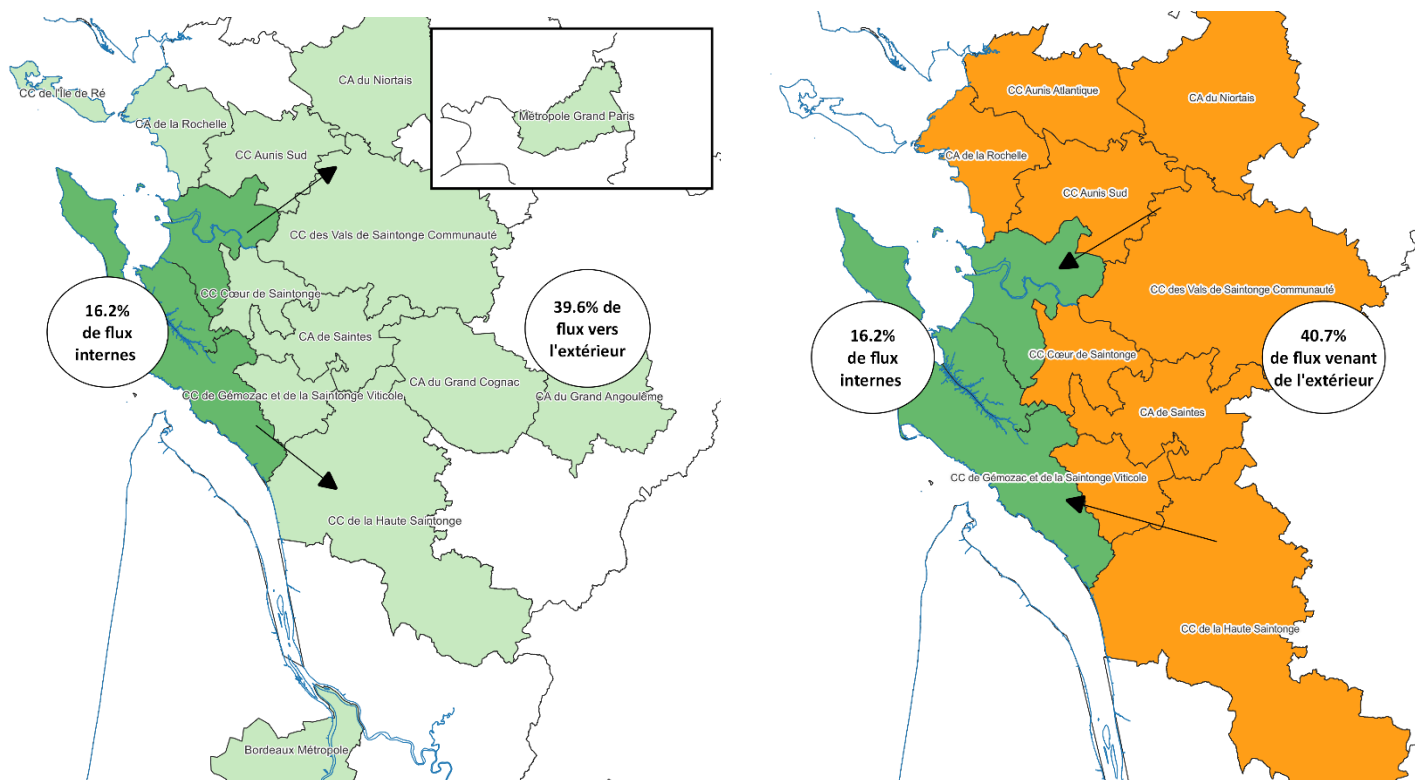 CC de l'Île de Ré
CA du Niortais
Métropole Grand Paris
CA de la Rochelle
CC Aunis Sud
CC des Vals de Saintonge Communauté
CC Cœur de Saintonge
16.2%
de flux
internes
39.6% de
flux vers
l'extérieur
CA de Saintes
CA du Grand Cognac
CC de Gémozac et de la Saintonge Viticole
CA du Grand Angoulême
CC de la Haute Saintonge
Bordeaux Métropole
CC Aunis Atlantique
CA du Niortais
CA de la Rochelle
CC Aunis Sud
CC des Vals de Saintonge Communauté
16.2%
de flux
internes
CC Cœur de Saintonge
40.7%
de flux venant
de l'extérieur
CA de Saintes
CC de Gémozac et de la Saintonge Viticole
CC de la Haute Saintonge